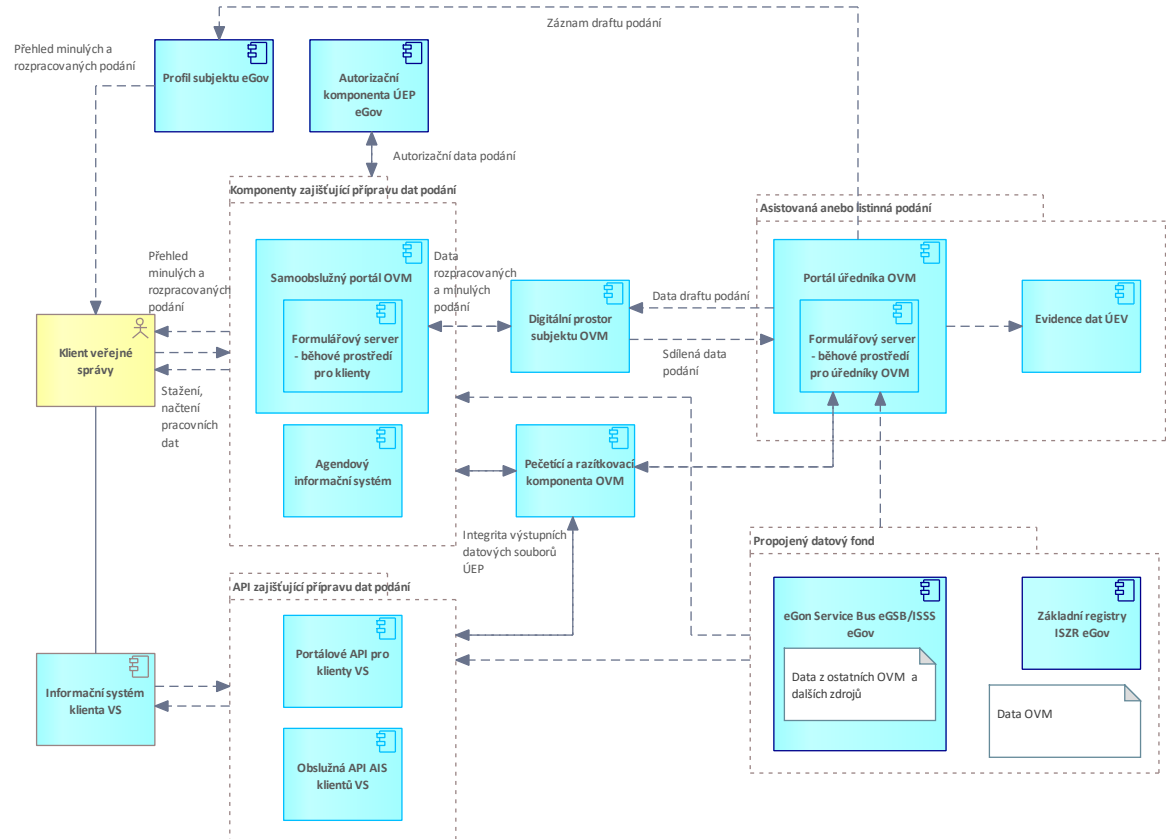 Záznam draftu podání
Přehled minulých a
rozpracovaných podání
Profil subjektu eGov
Autorizační
komponenta ÚEP
eGov
Autorizační data podání
Komponenty zajišťující přípravu dat podání
Asistovaná anebo listinná podání
Přehled
minulých a
rozpracovaných
podání
Samoobslužný portál OVM
Data
rozpracovaných
a minulých
podání
Portál úředníka OVM
Formulářový server
- běhové prostředí
pro klienty
Digitální prostor
subjektu OVM
Data draftu podání
Sdílená data
podání
Formulářový server
- běhové prostředí
pro úředníky OVM
Evidence dat ÚEV
Klient veřejné
správy
Stažení,
načtení
pracovních
dat
Agendový
informační systém
Pečetící a razítkovací
komponenta OVM
Integrita výstupních
datových souborů
ÚEP
Propojený datový fond
API zajišťující přípravu dat podání
eGon Service Bus eGSB/ISSS
eGov
Základní registry
ISZR eGov
Portálové API pro
klienty VS
Data z ostatních OVM a
dalších zdrojů
Informační systém
klienta VS
Data OVM
Obslužná API AIS
klientů VS